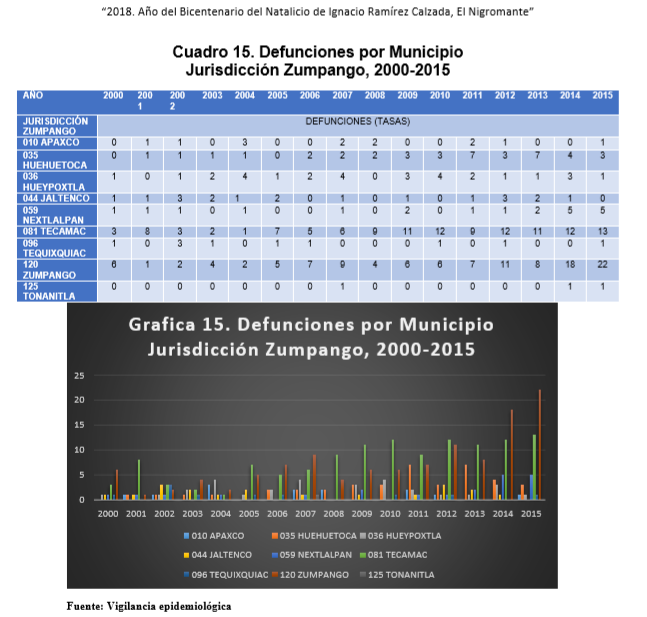 “2018. Año del Bicentenario del Natalicio de Ignacio Ramírez Calzada, El Nigromante”
Cuadro 15. Defunciones por Municipio
Jurisdicción Zumpango, 2000-2015
AÑO 2000 200 200 2003 2004 2005 2006 2007 2008 2009 2010 2011 2012 2013 2014 2015
1 2
JURISDICCIÓN DEFUNCIONES (TASAS)
ZUMPANGO
010 APAXCO 0 1 1 0 3 0 0 2 2 0 0 2 1 0 0 1
035 0 1 1 1 1 0 2 2 2 3 3 7 3 7 4 3
HUEHUETOCA
036 1 0 1 2 4 1 2 4 0 3 4 2 1 1 3 1
HUEYPOXTLA
044 JALTENCO 1 1 3 2 1 2 0 1 0 0 1 0 3 2 1 0
059 1 1 1 0 1 0 0 1 0 2 0 1 1 2 5 5
NEXTLALPAN
081 TECAMAC 3 8 3 2 1 7 5 6 9 11 12 9 12 11 12 13
096 1 0 3 1 0 1 1 0 0 0 1 0 1 0 0 1
TEQUIXQUIAC
120 6 1 2 4 2 5 7 9 4 6 6 7 11 8 18 22
ZUMPANGO
125 0 0 0 0 0 0 0 1 0 0 0 0 0 0 1 1
TONANITLA
Grafica 15. Defunciones por Municipio
Jurisdicción Zumpango, 2000-2015
25
20
15
10
5
0
2000 2001 2002 2003 2004 2005 2006 2007 2008 2009 2010 2011 2012 2013 2014 2015
010 APAXCO 035 HUEHUETOCA 036 HUEYPOXTLA
044 JALTENCO 059 NEXTLALPAN 081 TECAMAC
096 TEQUIXQUIAC 120 ZUMPANGO 125 TONANITLA
Fuente: Vigilancia epidemiológica